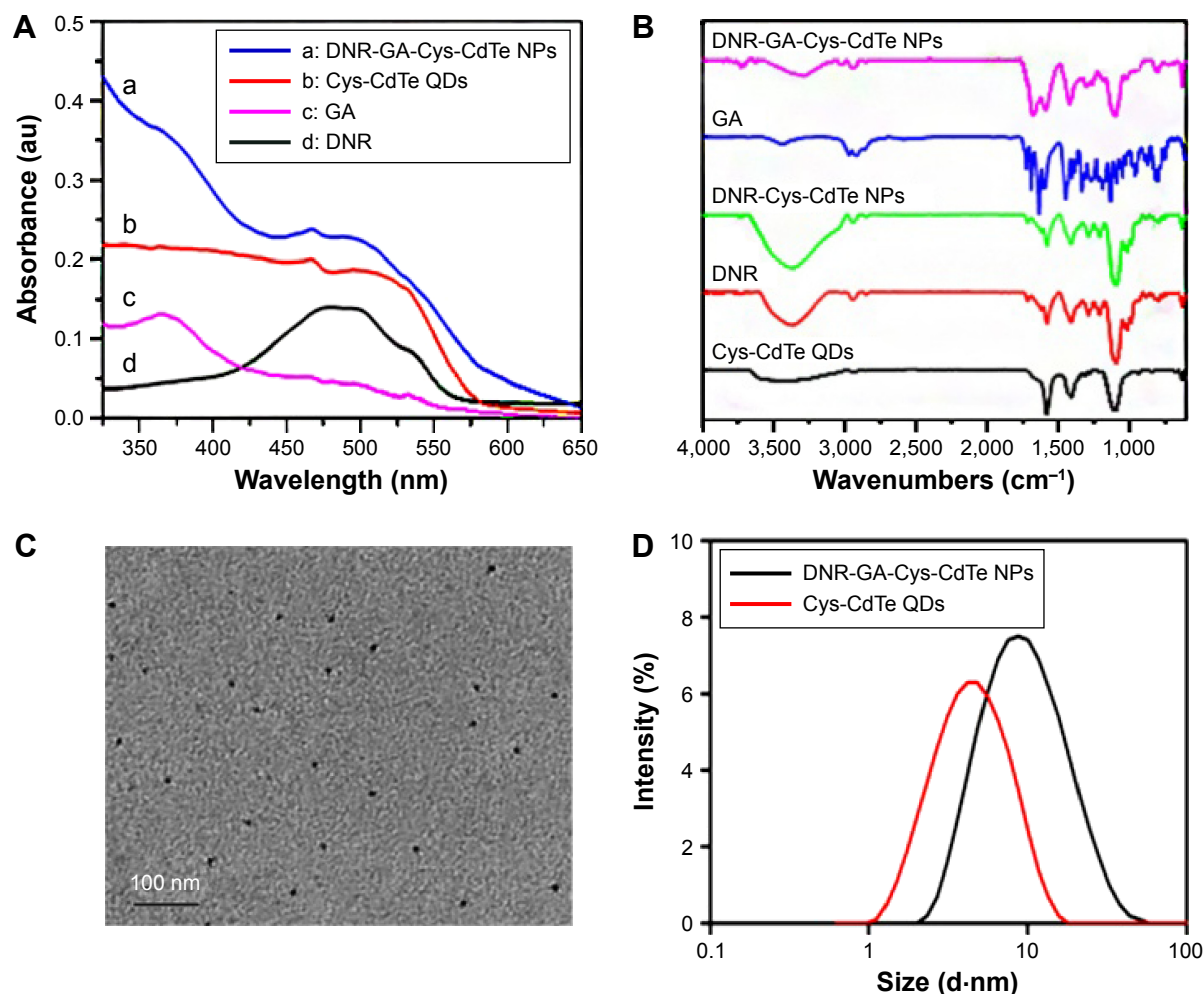 A
0.5
0.4
0.3
0.2
0.1
0.0
Absorbance (au)
a: DNR-GA-Cys-CdTe NPs
b: Cys-CdTe QDs
c: GA
d: DNR
a
b
c
d
350
400
450
500
550
600
650
Wavelength (nm)
B
DNR-GA-Cys-CdTe NPs
GA
DNR-Cys-CdTe NPs
DNR
Cys-CdTe QDs
4,000
3,500
3,000
2,500
2,000
1,500
1,000
Wavenumbers (cm⁻¹)
C
100 nm
D
10
8
6
4
2
0
Intensity (%)
DNR-GA-Cys-CdTe NPs
Cys-CdTe QDs
0.1
1
10
100
Size (d·nm)